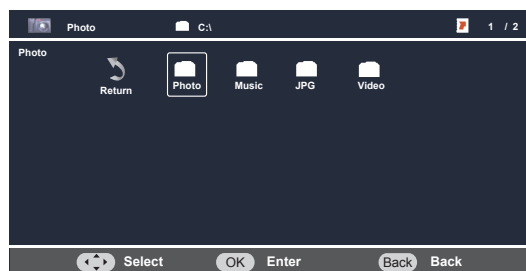 Photo C:\ 1 / 2
Photo
Return Photo Music JPG Video
Select OK Enter Back Back